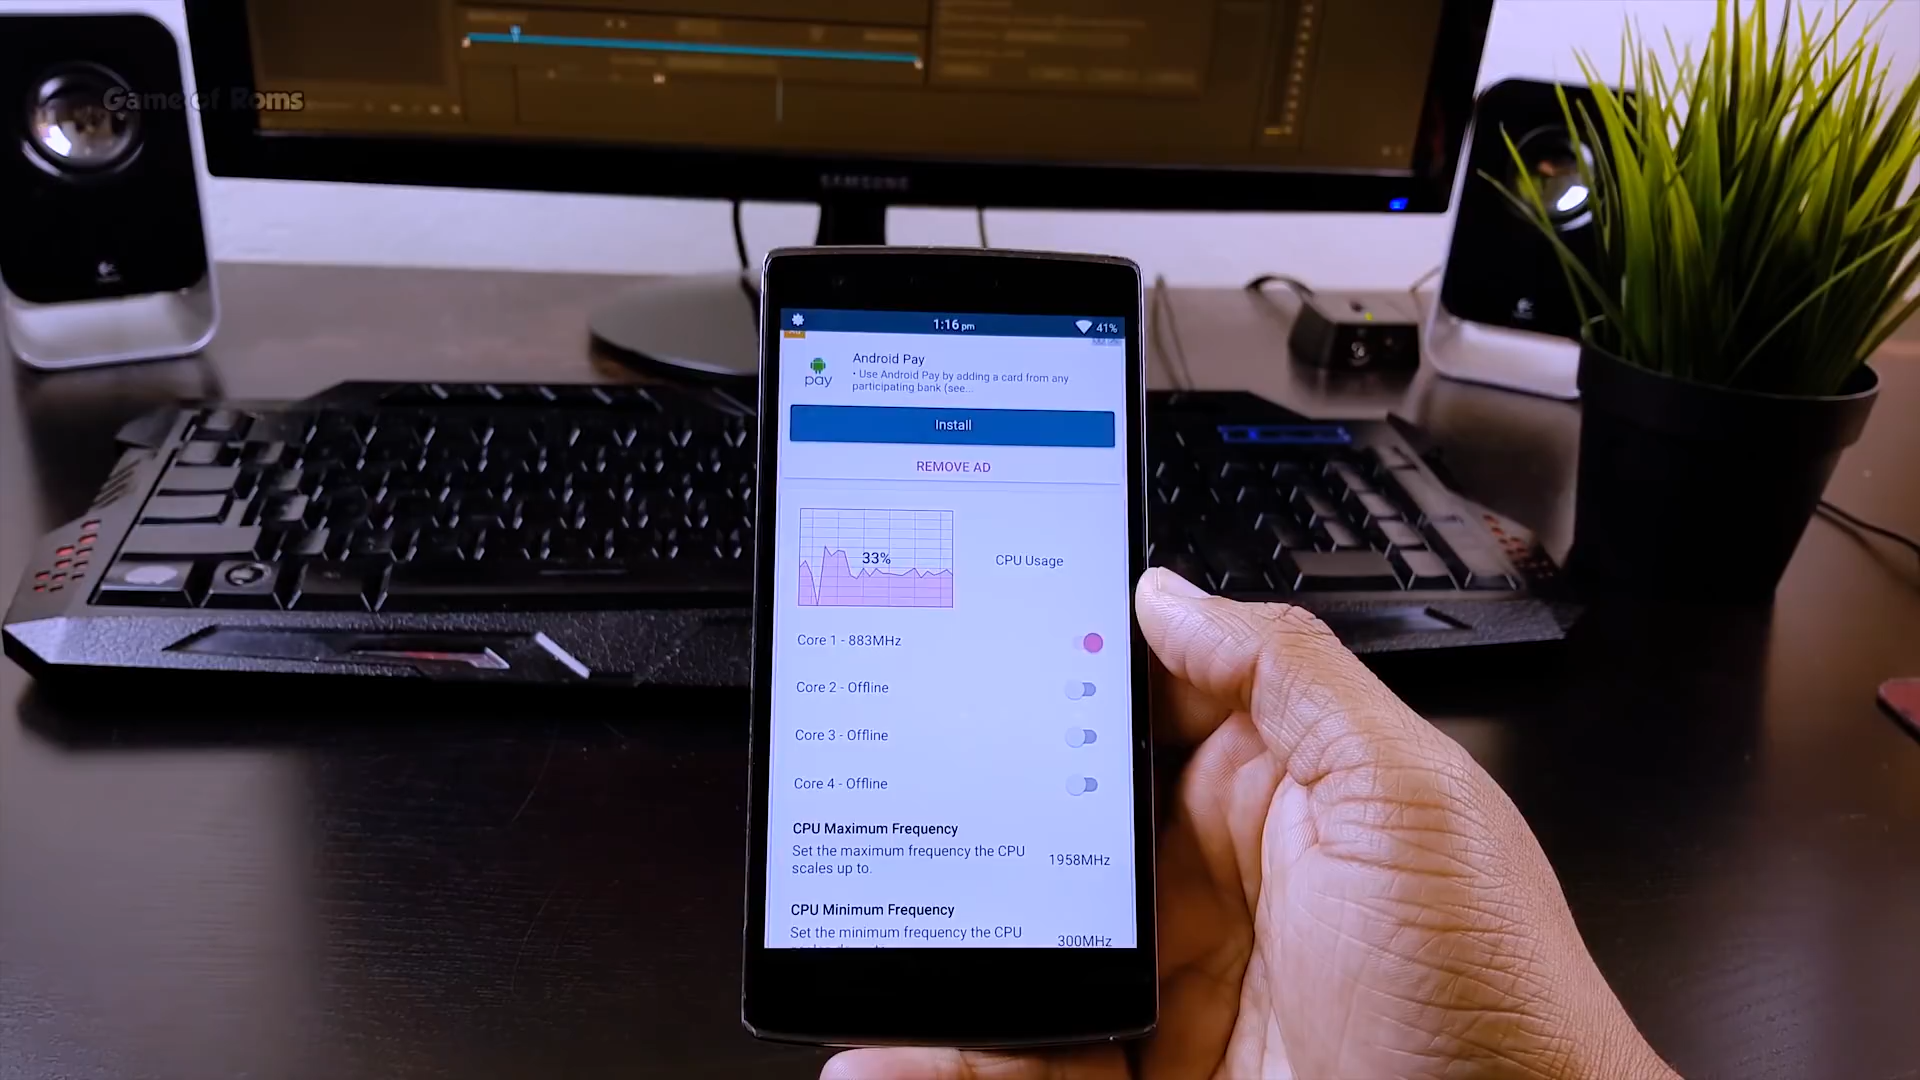 Game of Roms
SAMSUNG
1:16 pm
41%
Android Pay
• Use Android Pay by adding a card from any
participating bank (see...
pay
Install
REMOVE AD
33%
CPU Usage
Core 1 - 883MHz
Core 2 - Offline
Core 3 - Offline
Core 4 - Offline
CPU Maximum Frequency
Set the maximum frequency the CPU
scales up to.
1958MHz
CPU Minimum Frequency
Set the minimum frequency the CPU
300MHz